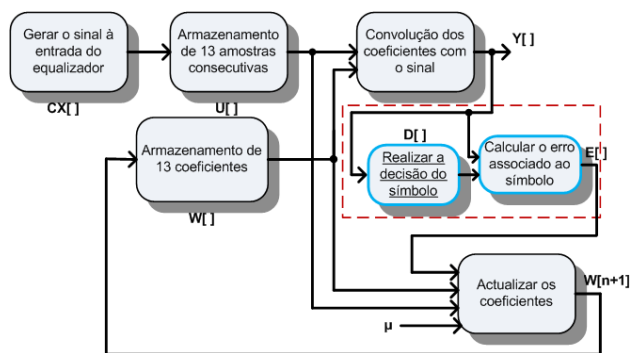 Gerar o sinal à
entrada do
equalizador
CX[ ]
Armazenamento
de 13 amostras
consecutivas
U[ ]
Convolução dos
coeficientes com
o sinal
Y[ ]
Armazenamento de
13 coeficientes
W[ ]
D[ ]
Realizar a
decisão do
símbolo
Calcular o erro
associado ao
símbolo
E[ ]
Actualizar os
coeficientes
W[n+1]
µ